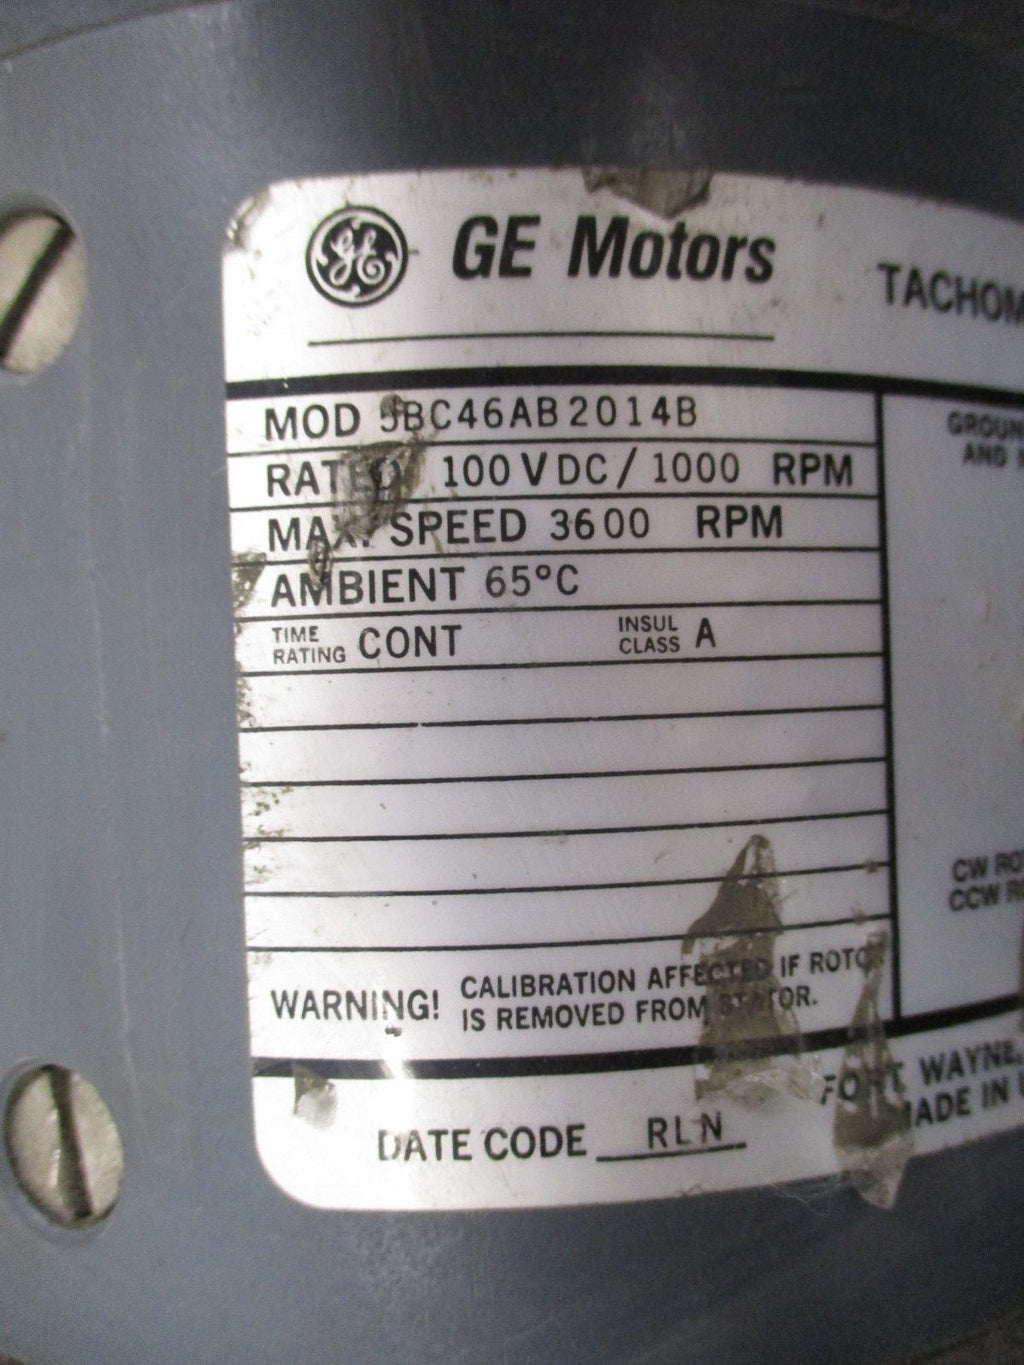 GE Motors
TACHOM
MOD 5BC46AB2014B
RATED 100 VDC/1000 RPM
MAX. SPEED 3600 RPM
AMBIENT 65°C
TIME RATING CONT INSUL CLASS A
GROUN
AND
CW RO
CCW R
WARNING! CALIBRATION AFFECTED IF ROTOR
IS REMOVED FROM STATOR.
FORT WAYNE,
MADE IN
DATE CODE RLN